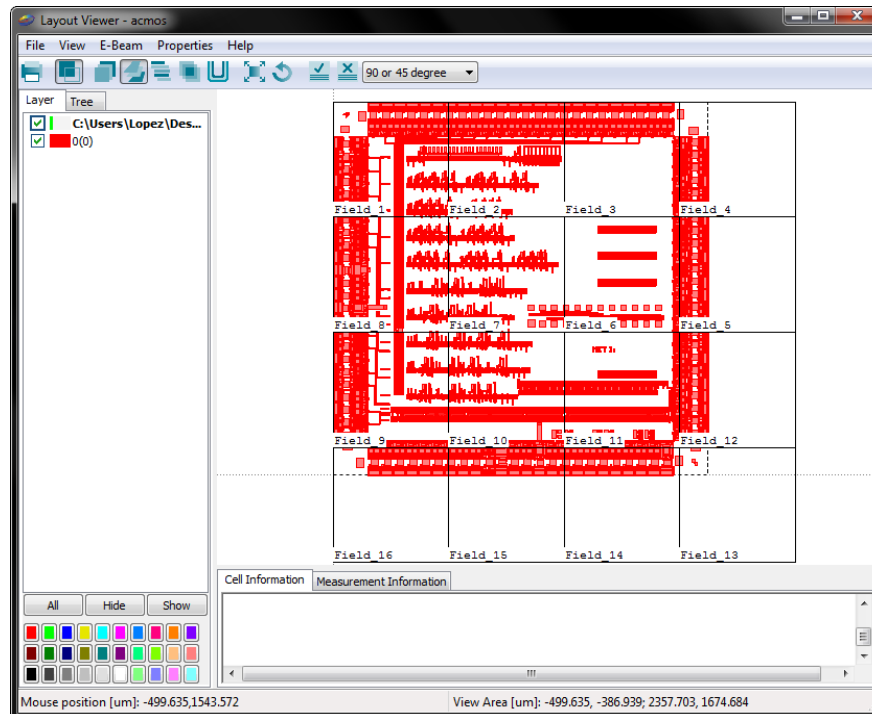 Layout Viewer - acmos
File View E-Beam Properties Help
90 or 45 degree
Layer Tree
C:\Users\Lopez\Des...
0(0)
Field_1 Field_2 Field_3 Field_4
Field_8 Field_7 Field_6 Field_5
Field_9 Field_10 Field_11 Field_12
Field_16 Field_15 Field_14 Field_13
Cell Information Measurement Information
All Hide Show
Mouse position [um]: -499.635,1543.572 View Area [um]: -499.635, -386.939; 2357.703, 1674.684